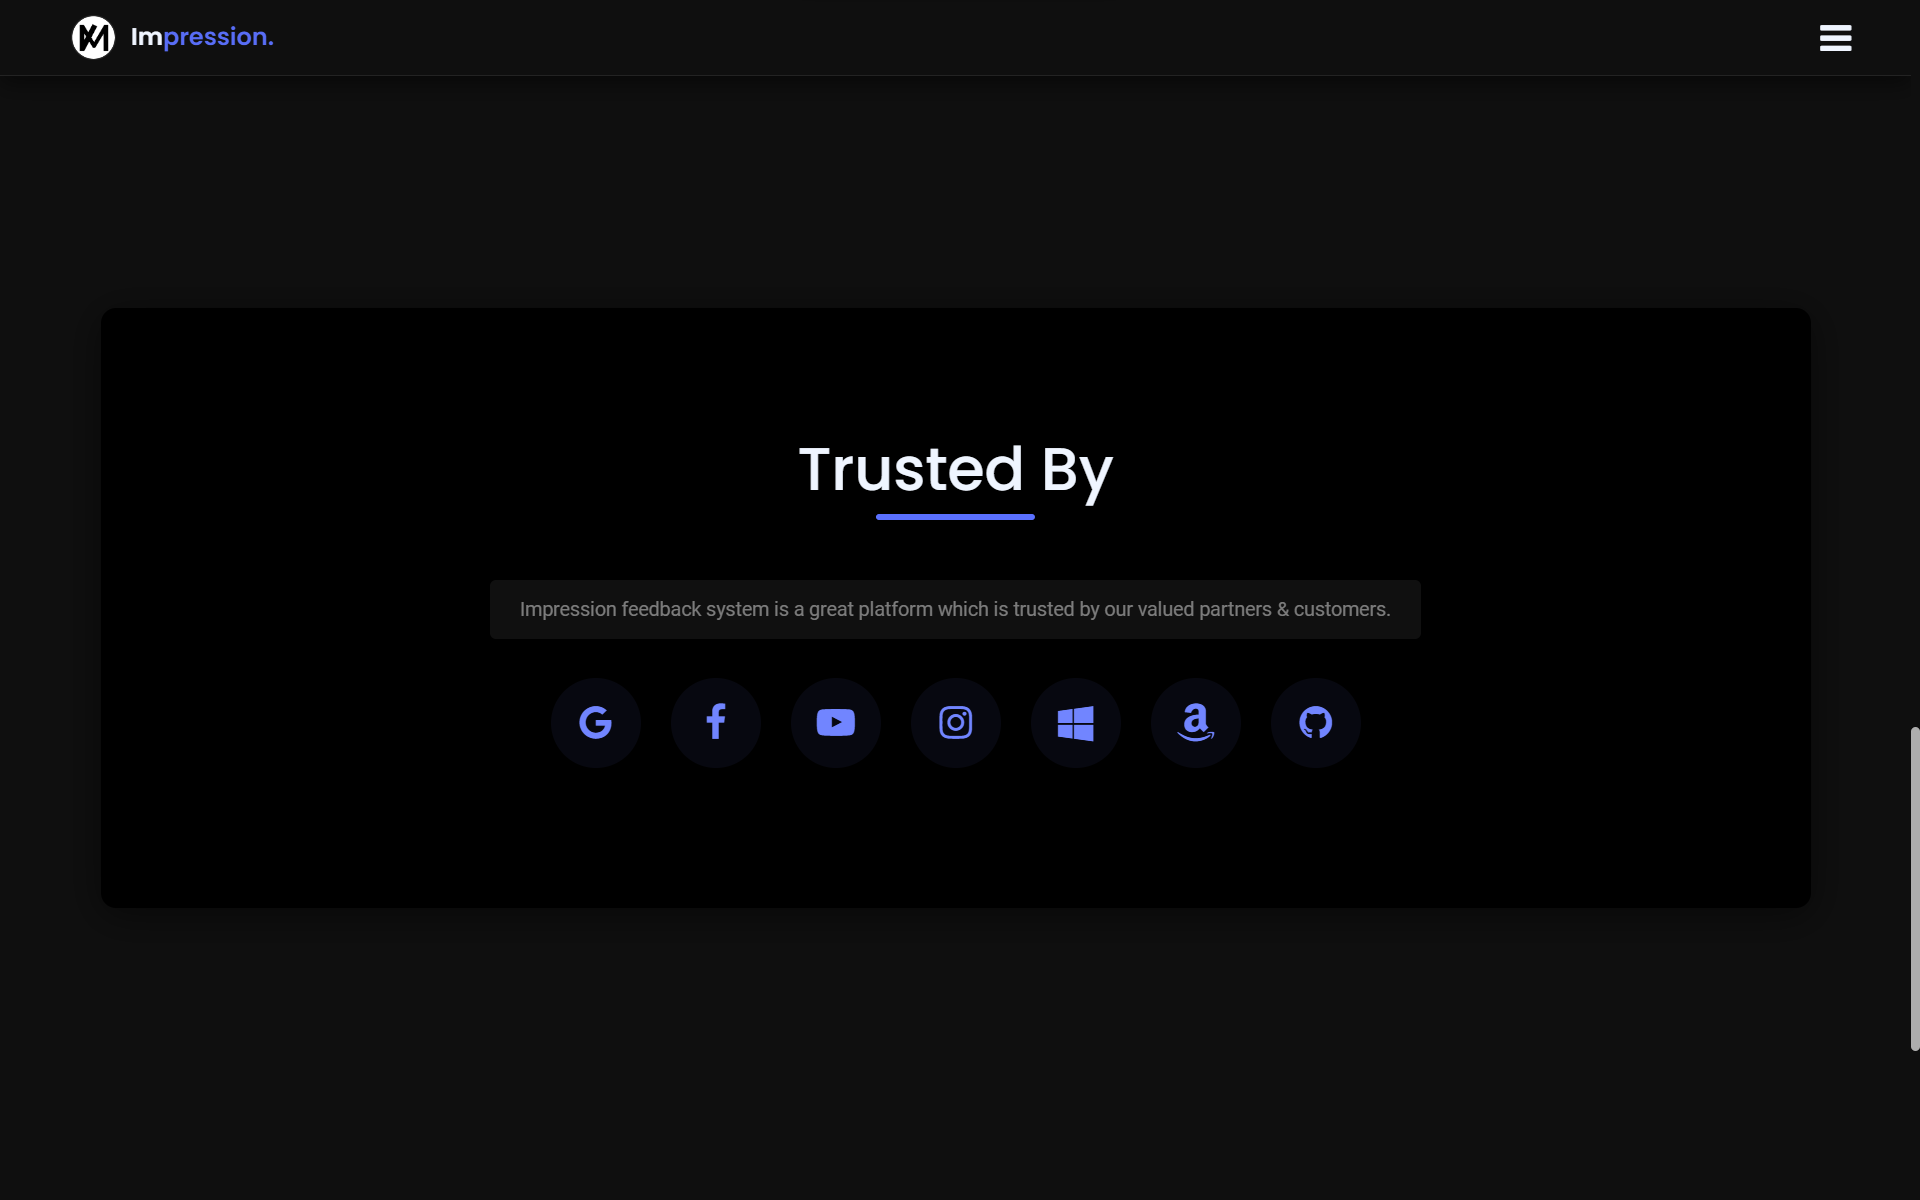 Impression.
Trusted By
Impression feedback system is a great platform which is trusted by our valued partners & customers.